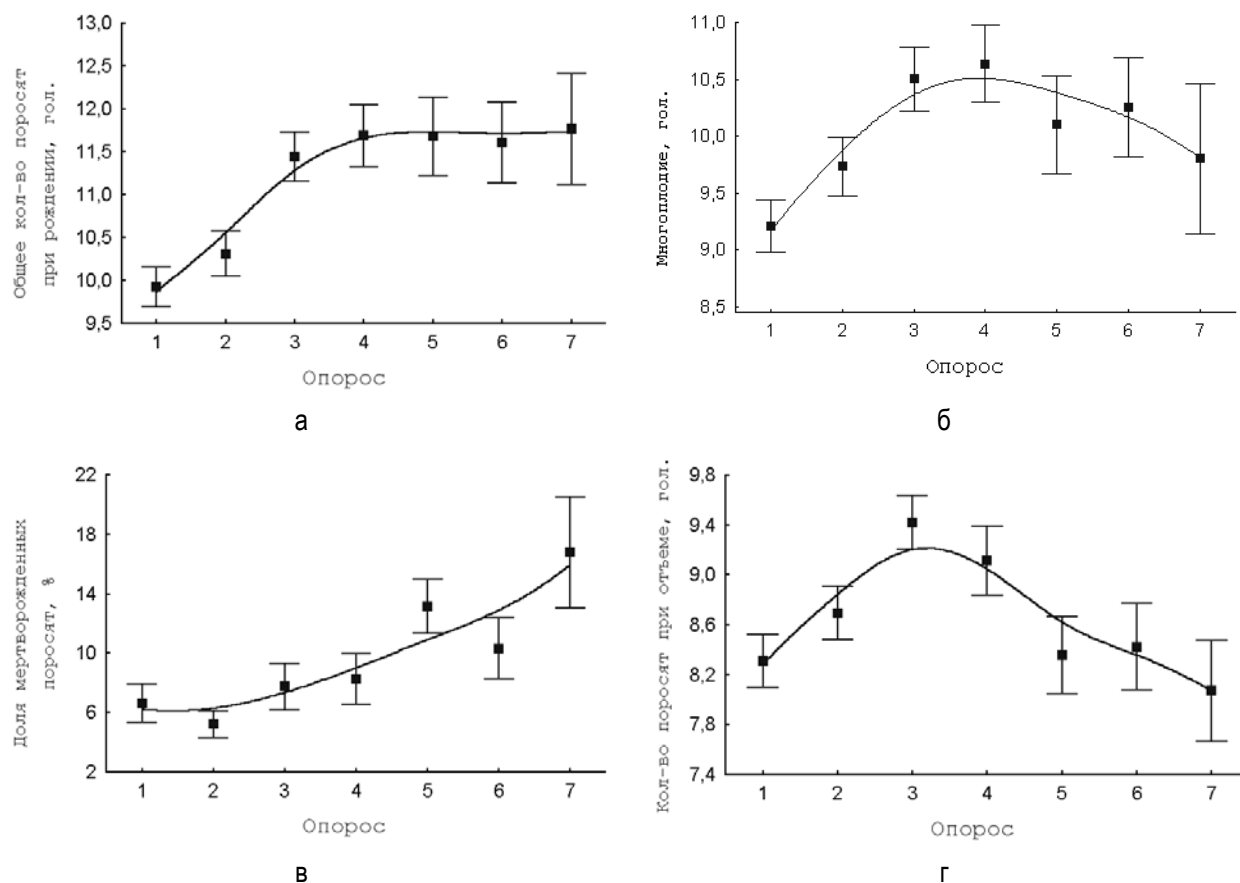 Общее кол-во поросят
при рождении, гол.
13,0
12,5
12,0
11,5
11,0
10,5
10,0
9,5
1 2 3 4 5 6 7
Опорос
а
Многоплодие, гол.
11,0
10,5
10,0
9,5
9,0
8,5
1 2 3 4 5 6 7
Опорос
б
Доля мертворожденных
поросят, %
22
18
14
10
6
2
1 2 3 4 5 6 7
Опорос
в
Кол-во поросят при отъеме, гол.
9,8
9,4
9,0
8,6
8,2
7,8
7,4
1 2 3 4 5 6 7
Опорос
г